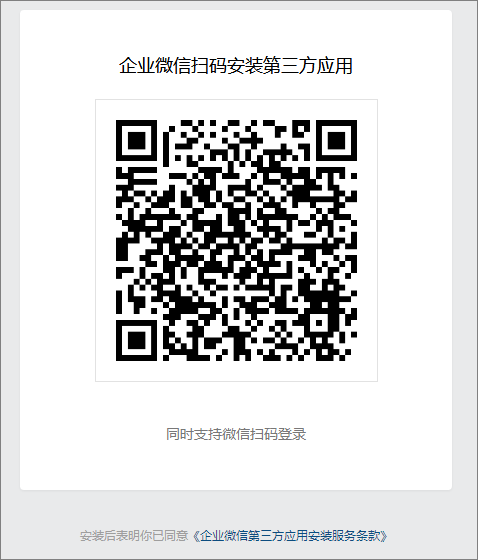 企业微信扫码安装第三方应用
同时支持微信扫码登录
安装后表明你已同意《企业微信第三方应用安装服务条款》